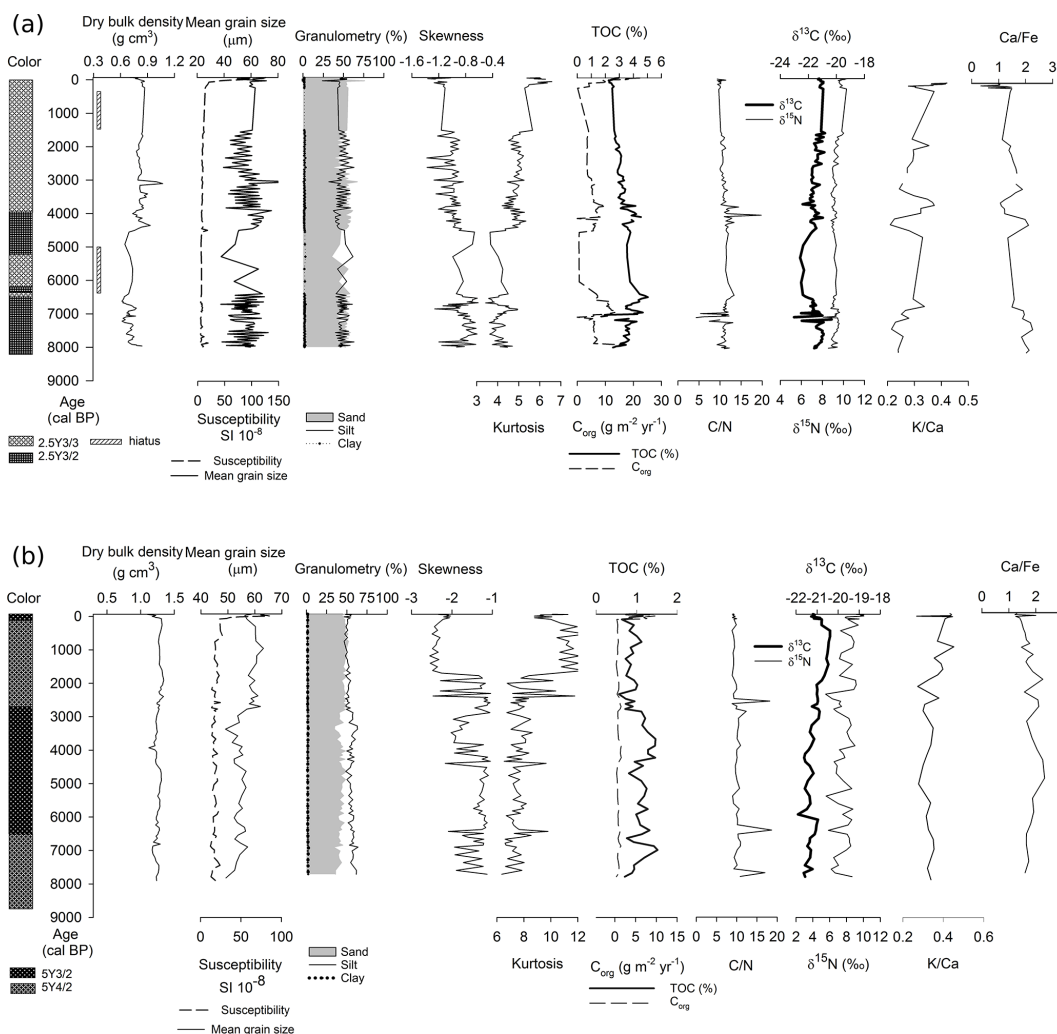 (a)
Dry bulk density
(g cm3)
Mean grain size
(µm)
Granulometry (%)
Skewness
TOC (%)
δ13C (‰)
Ca/Fe
Color
0.3 0.6 0.9 1.2
20 40 60 80
0 25 50 75 100
-1.6 -1.2 -0.8 -0.4
0 1 2 3 4 5 6
-24 -22 -20 -18 -16
0 1 2 3
0
1000
2000
3000
4000
5000
6000
7000
8000
9000
δ13C
δ15N
Age
(cal BP)
0 50 100 150
3 4 5 6 7
0 10 20 30
0 5 10 15 20
4 6 8 10 12
0.2 0.3 0.4 0.5
Susceptibility
SI 10-8
Sand
Silt
Clay
Kurtosis
Corg (g m-2 yr-1)
C/N
δ15N (‰)
K/Ca
2.5Y3/3
hiatus
2.5Y3/2
Susceptibility
Mean grain size
TOC (%)
Corg
(b)
Dry bulk density
(g cm3)
Mean grain size
(µm)
Granulometry (%)
Skewness
TOC (%)
δ13C (‰)
Ca/Fe
Color
0.5 1.0 1.5
40 50 60 70
0 25 50 75 100
-3 -2 -1
0 1 2
-22 -21 -20 -19 -18
0 1 2
0
1000
2000
3000
4000
5000
6000
7000
8000
9000
δ13C
δ15N
Age
(cal BP)
0 50 100
6 8 10 12
0 5 10 15
0 5 10 15 20
2 4 6 8 10 12
0.2 0.4 0.6
Susceptibility
SI 10-8
Sand
Silt
Clay
Kurtosis
Corg (g m-2 yr-1)
C/N
δ15N (‰)
K/Ca
5Y3/2
5Y4/2
Susceptibility
Mean grain size
TOC (%)
Corg